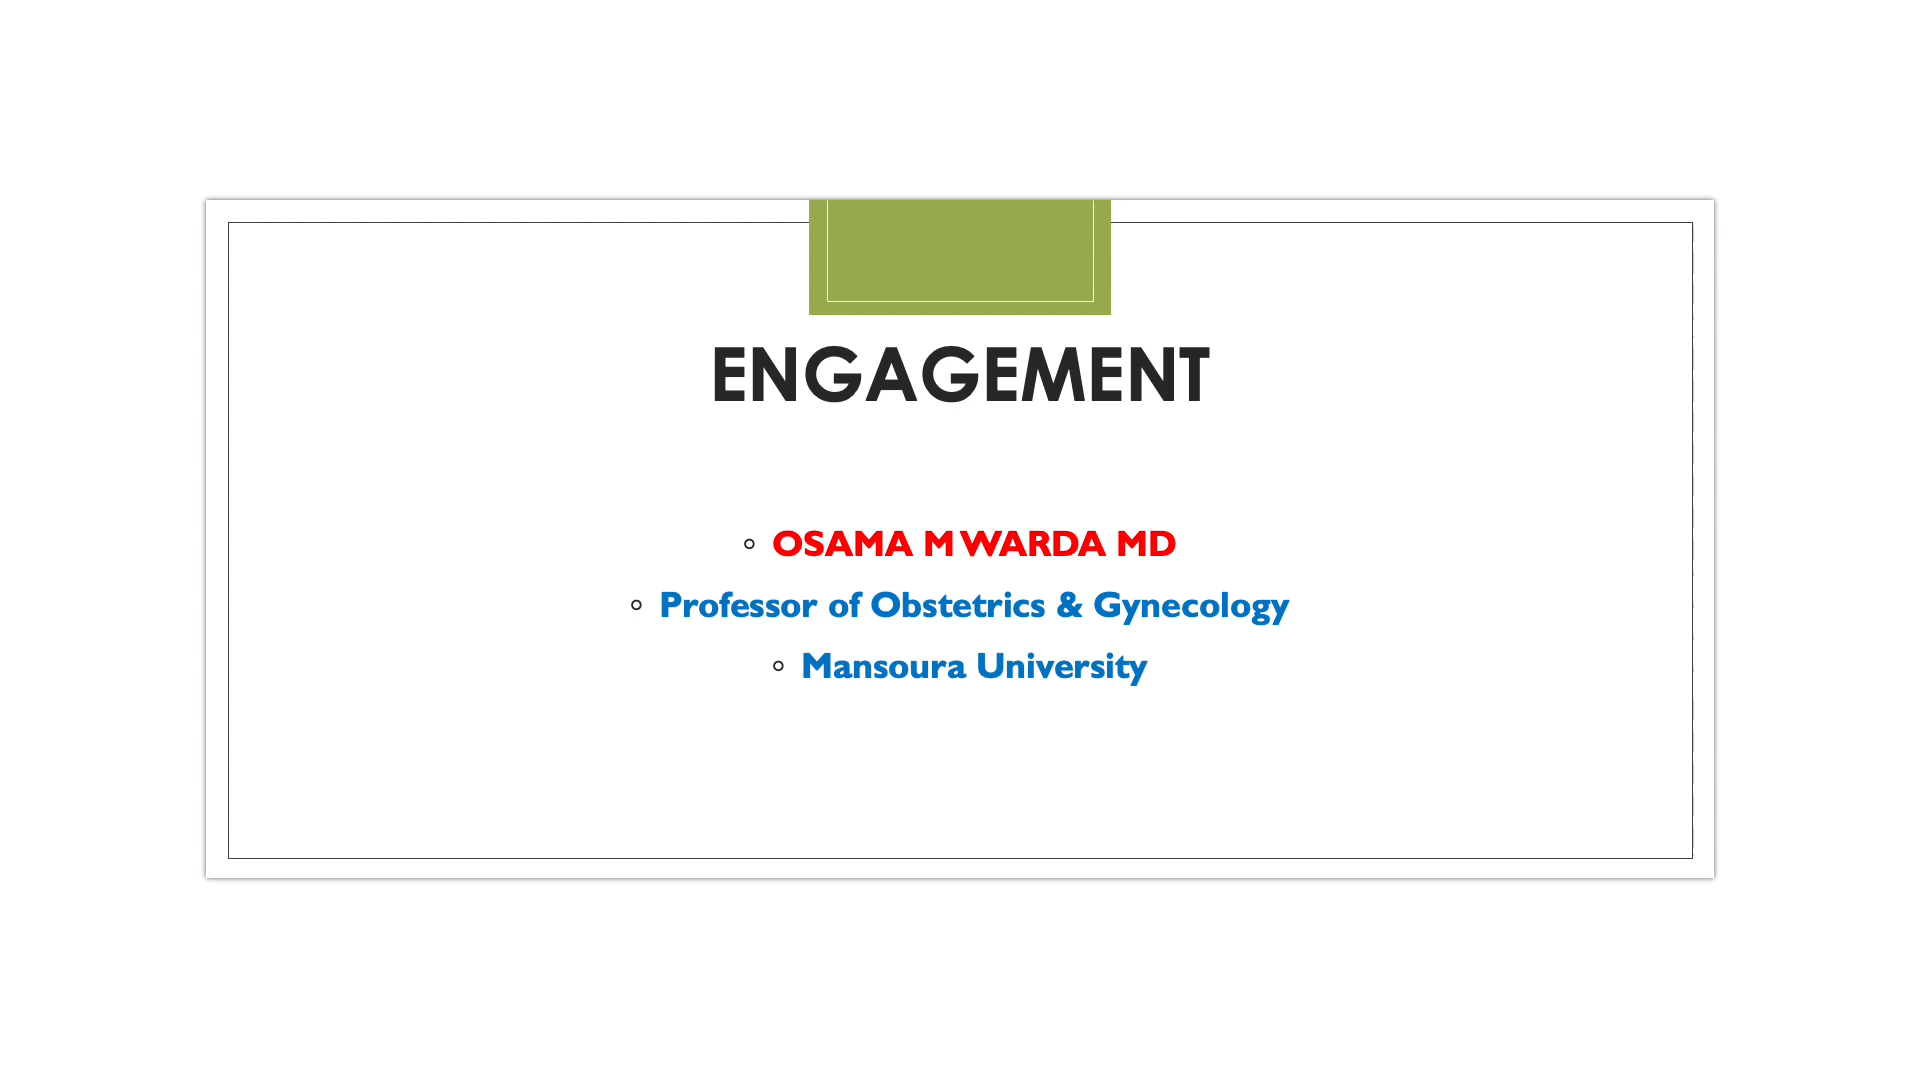 ENGAGEMENT
◦ OSAMA M WARDA MD
◦ Professor of Obstetrics & Gynecology
◦ Mansoura University